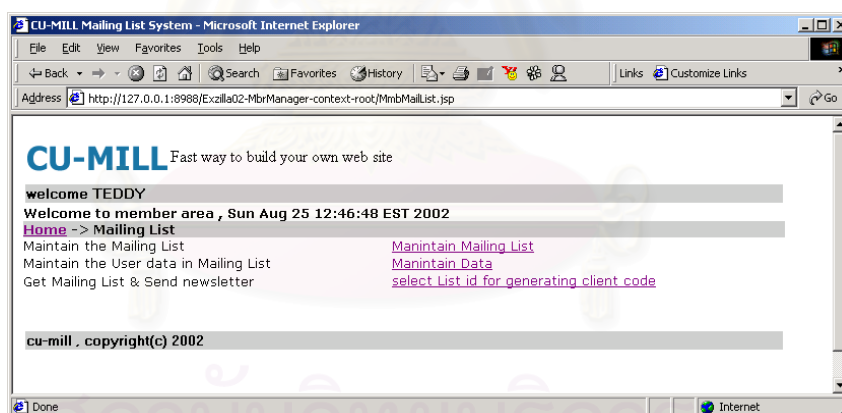 CU-MILL Mailing List System - Microsoft Internet Explorer
File Edit View Favorites Tools Help
Back Search Favorites History Links Customize Links
Address http://127.0.0.1:8988/Exzilla02-MbrManager-context-root/MmbMailList.jsp Go
CU-MILL Fast way to build your own web site
welcome TEDDY
Welcome to member area , Sun Aug 25 12:46:48 EST 2002
Home -> Mailing List
Maintain the Mailing List Manintain Mailing List
Maintain the User data in Mailing List Manintain Data
Get Mailing List & Send newsletter select List id for generating client code
cu-mill , copyright(c) 2002
Done Internet